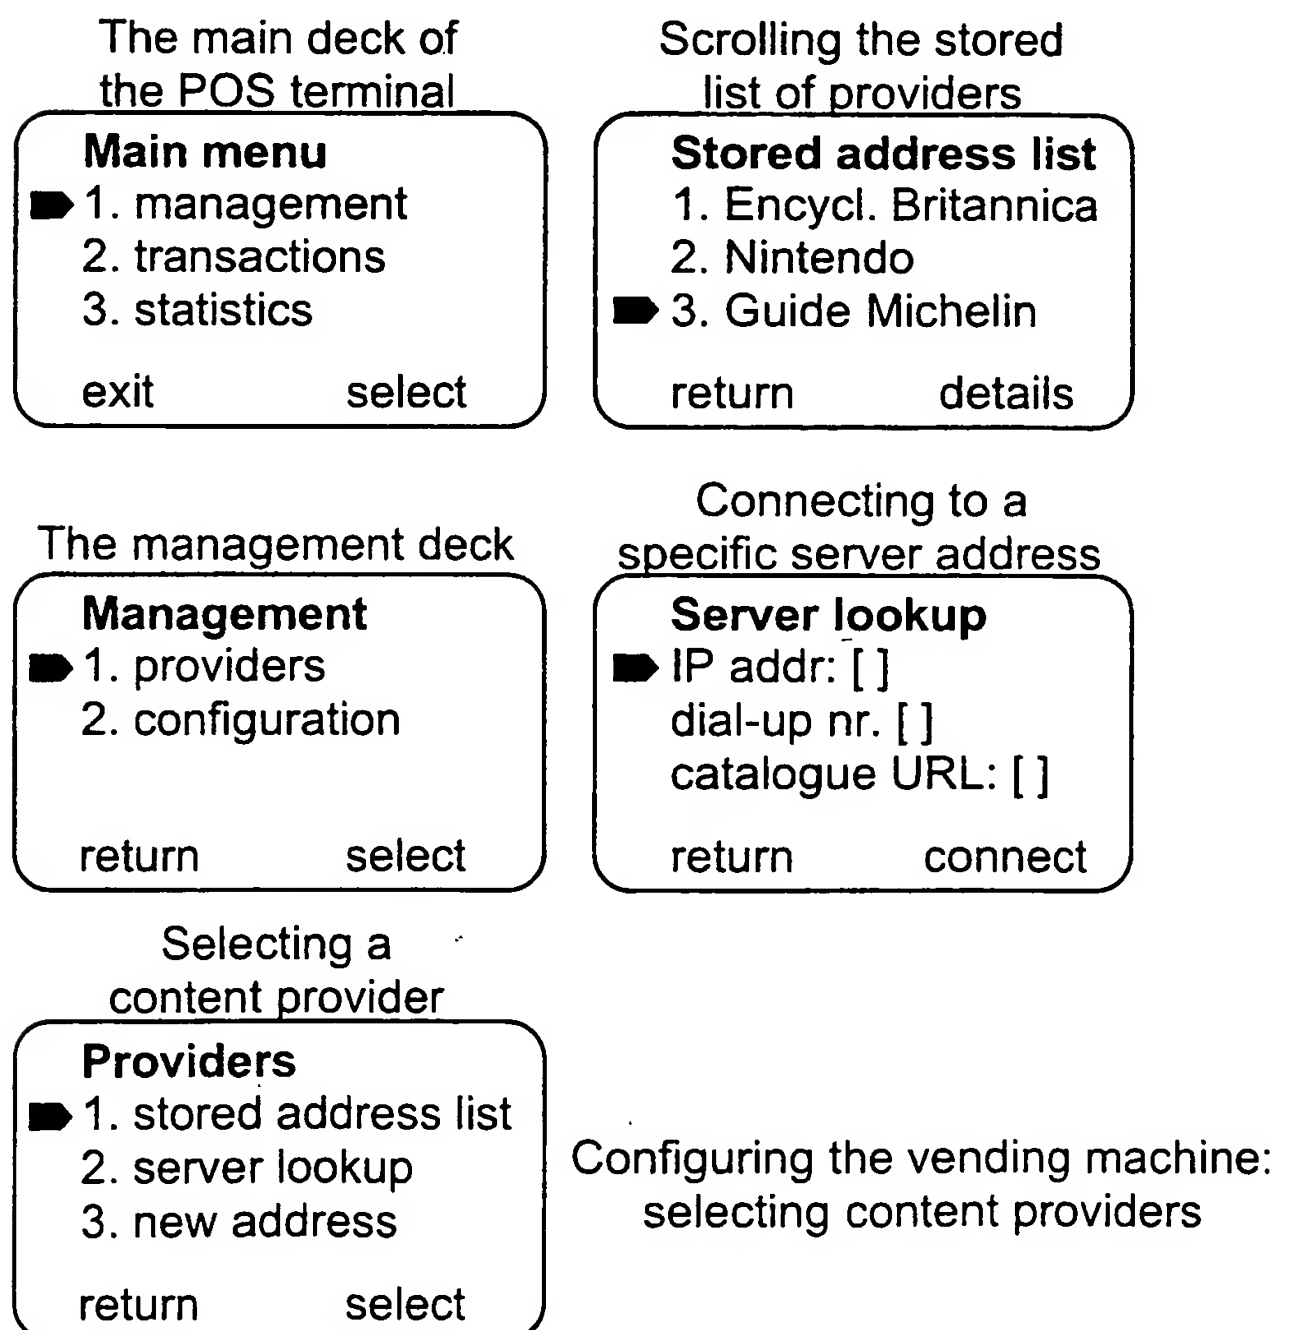 The main deck of
the POS terminal
Main menu
1. management
2. transactions
3. statistics
exit select
Scrolling the stored
list of providers
Stored address list
1. Encycl. Britannica
2. Nintendo
3. Guide Michelin
return details
The management deck
Management
1. providers
2. configuration
return select
Connecting to a
specific server address
Server lookup
IP addr: [ ]
dial-up nr. [ ]
catalogue URL: [ ]
return connect
Selecting a
content provider
Providers
1. stored address list
2. server lookup
3. new address
return select
Configuring the vending machine:
selecting content providers